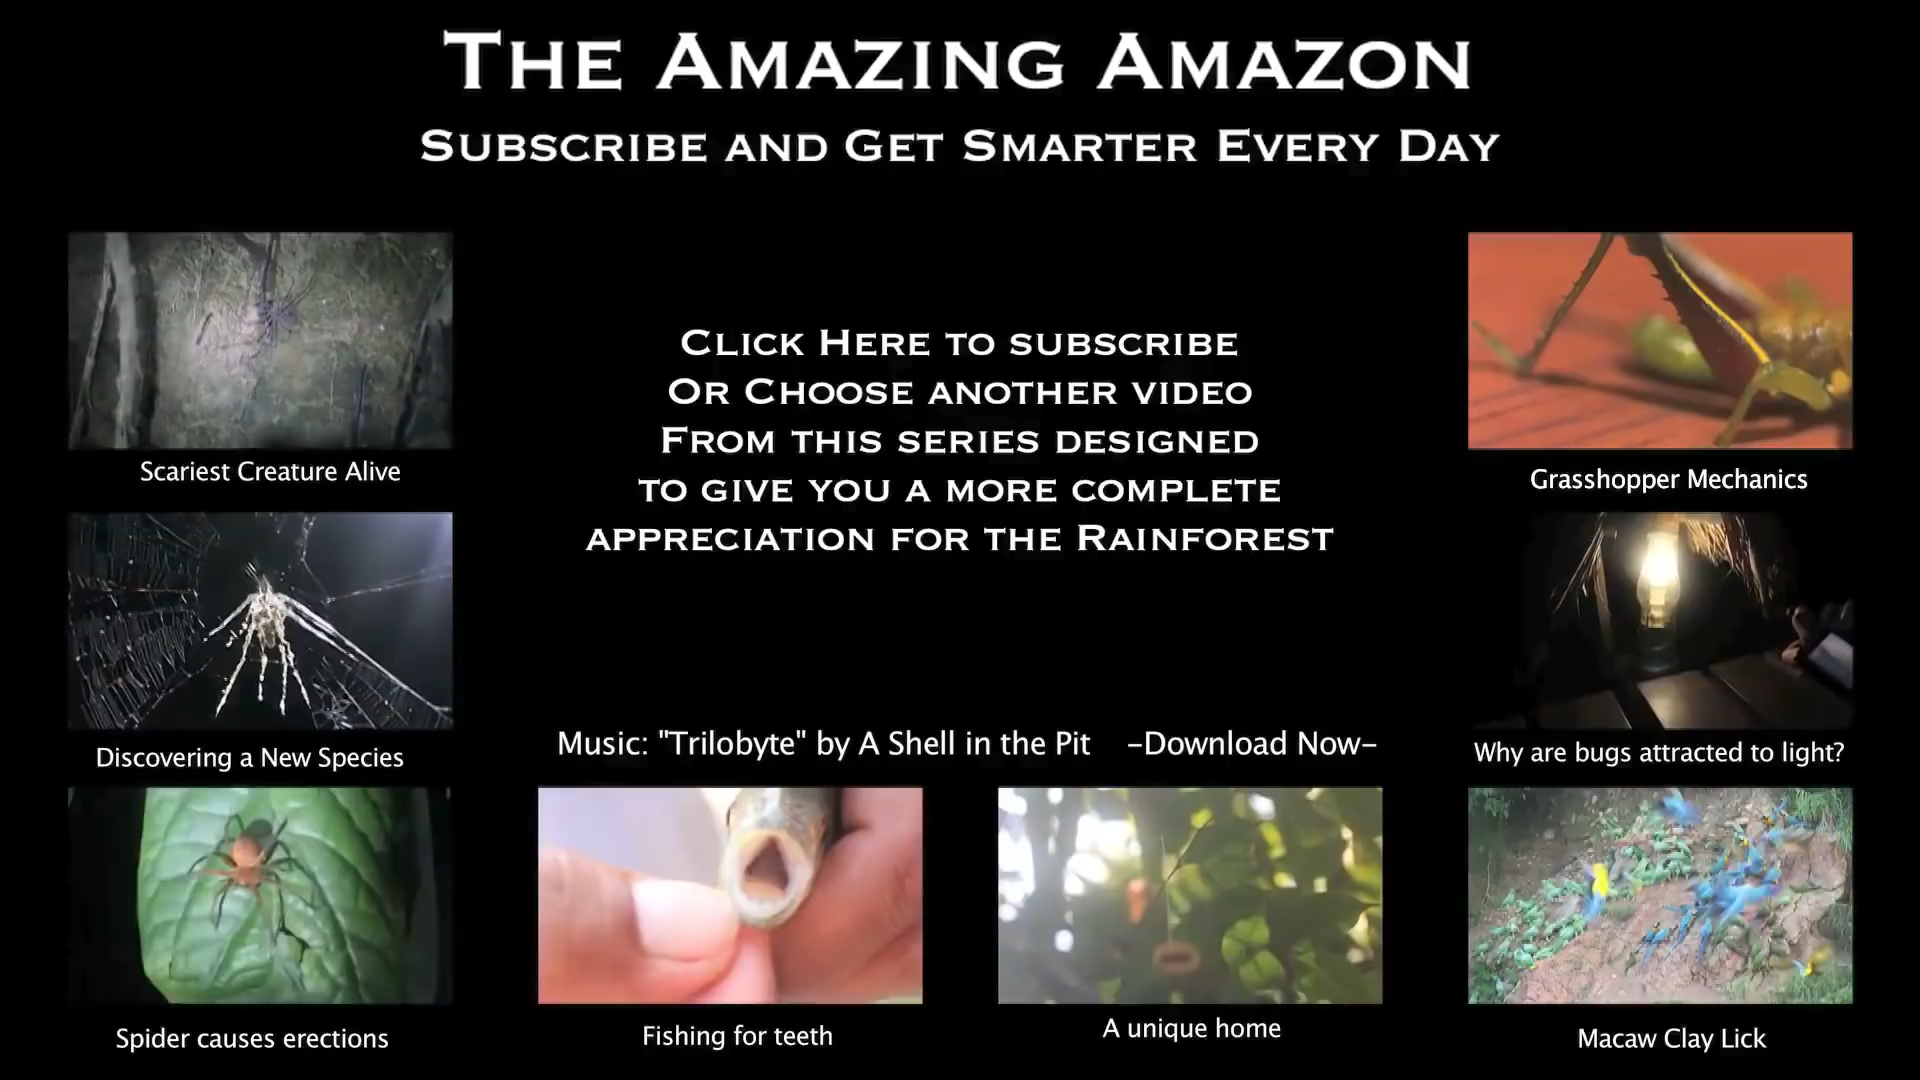 The Amazing Amazon
Subscribe and Get Smarter Every Day
Click Here to subscribe
Or Choose another video
From this series designed
to give you a more complete
appreciation for the Rainforest
Scariest Creature Alive
Grasshopper Mechanics
Discovering a New Species
Music: "Trilobyte" by A Shell in the Pit -Download Now-
Why are bugs attracted to light?
Spider causes erections
Fishing for teeth
A unique home
Macaw Clay Lick